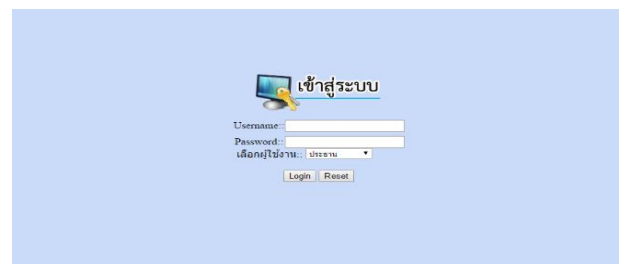 เข้าสู่ระบบ
Username::
Password::
เลือกผู้ใช้งาน:: ประธาน
Login Reset